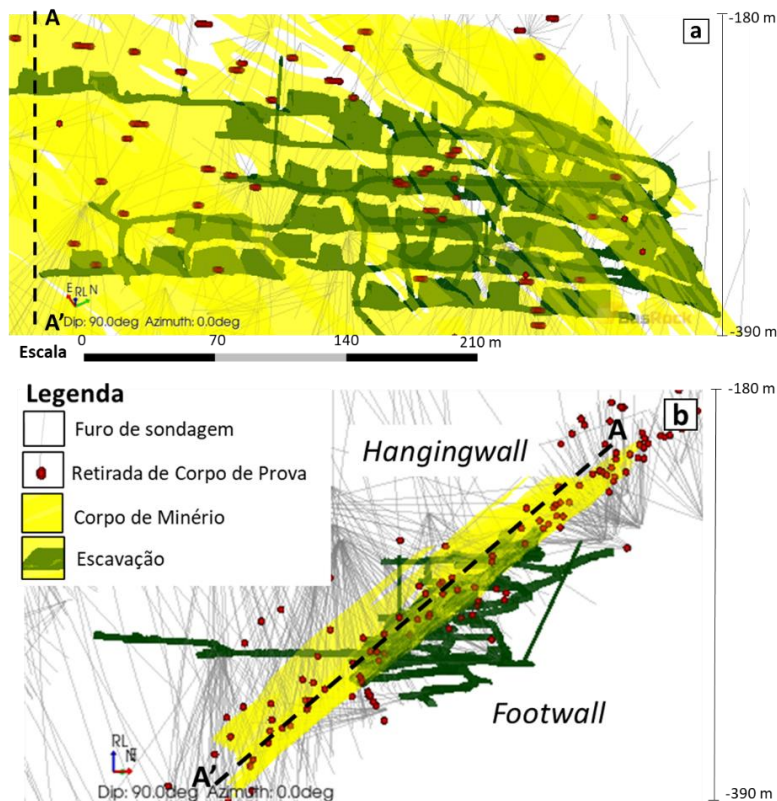 A
a
-180 m
E RL N
A'
Dip: 90.0deg Azimuth: 0.0deg
BusRock
-390 m
Escala
0 70 140 210 m
Legenda
Furo de sondagem
Retirada de Corpo de Prova
Corpo de Minério
Escavação
b
-180 m
Hangingwall
A
Footwall
RL
A'
Dip: 90.0deg Azimuth: 0.0deg
-390 m